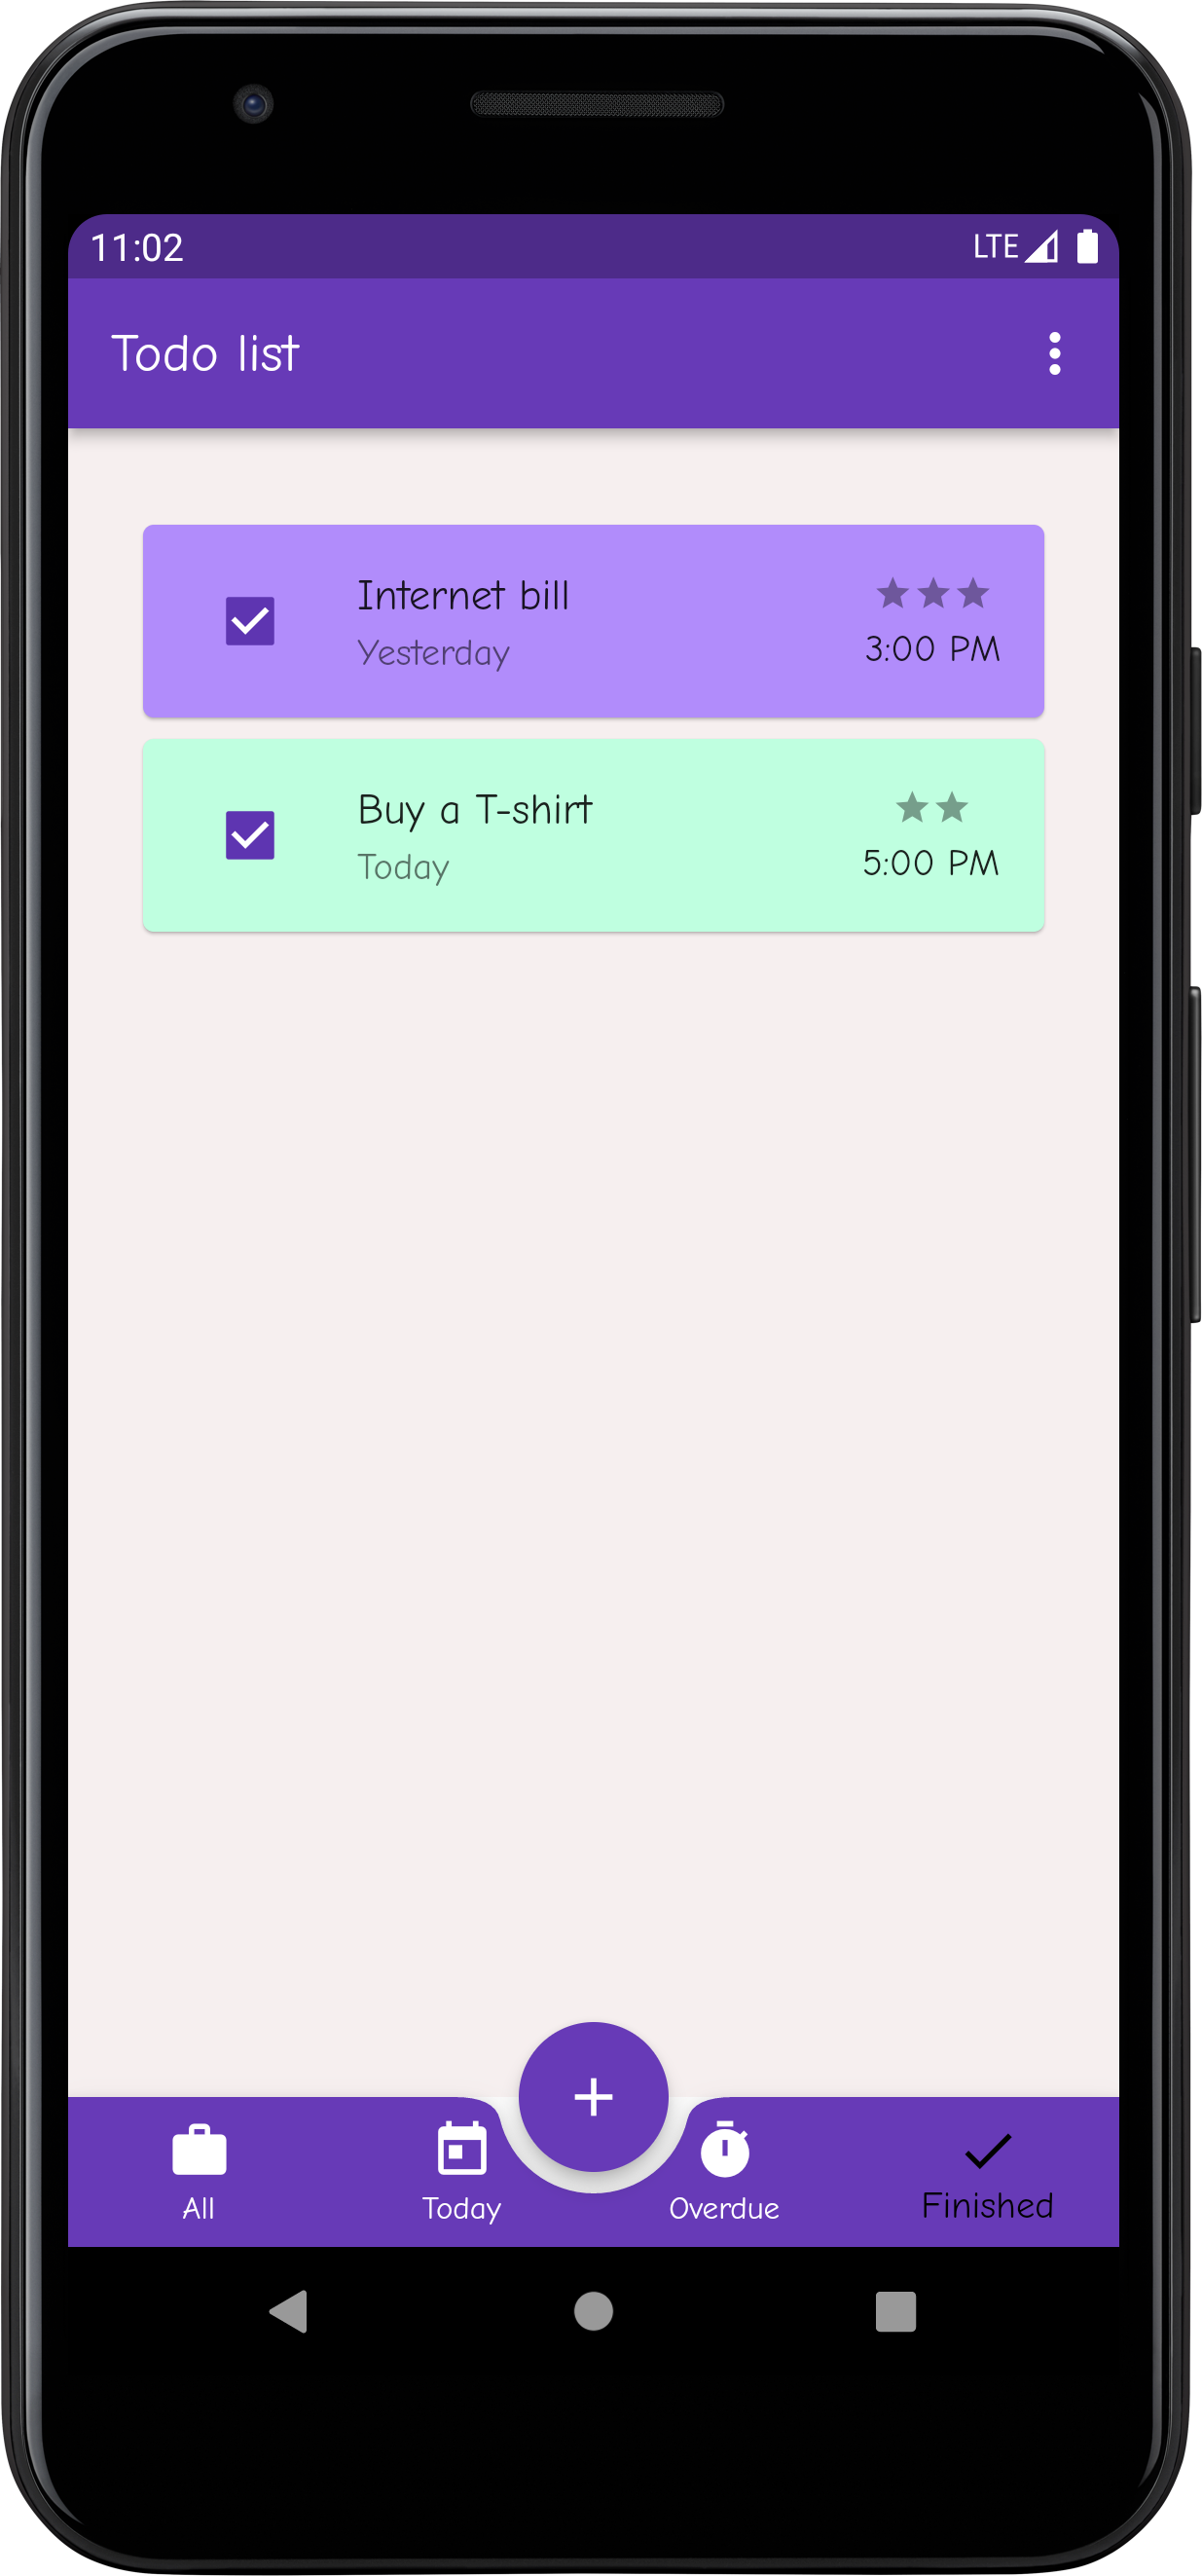 11:02 LTE
Todo list
Internet bill
Yesterday
3:00 PM
Buy a T-shirt
Today
5:00 PM
All Today Overdue Finished